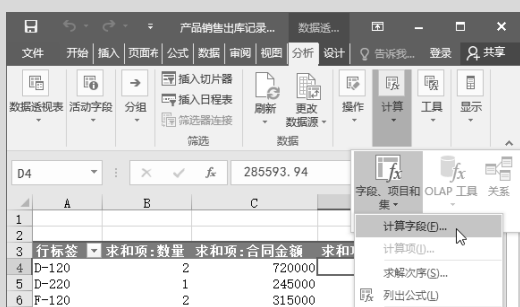 产品销售出库记录... 数据透...
文件 开始 插入 页面布 公式 数据 审阅 视图 分析 设计 告诉我... 登录 共享
数据透视表 活动字段 分组 插入切片器 插入日程表 筛选器连接 刷新 更改 数据源 操作 计算 工具 显示
筛选 数据
D4 fx 285593.94
字段、项目和集 OLAP 工具 关系
A B C
1
计算字段(F)...
2
计算项(I)...
3 行标签 求和项:数量 求和项:合同金额 求和项
求解次序(S)...
4 D-120 2 720000
5 D-220 1 245000
列出公式(L)
6 F-120 2 315000